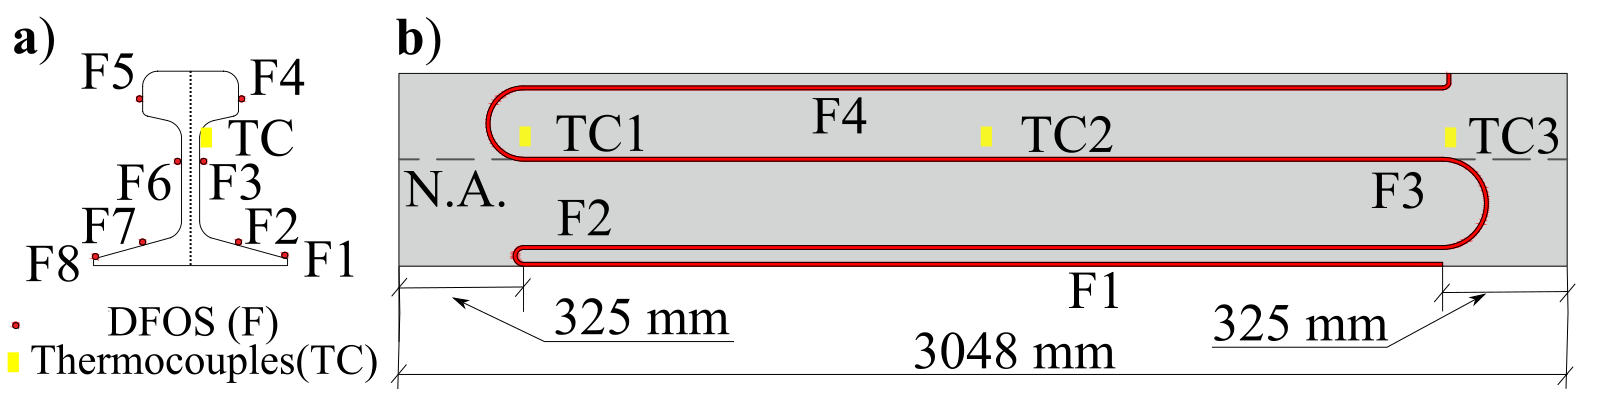 a)
F5
F4
TC
F6
F3
F7
F2
F8
F1
DFOS (F)
Thermocouples(TC)
b)
F4
TC1
TC2
TC3
N.A.
F3
F2
F1
325 mm
325 mm
3048 mm